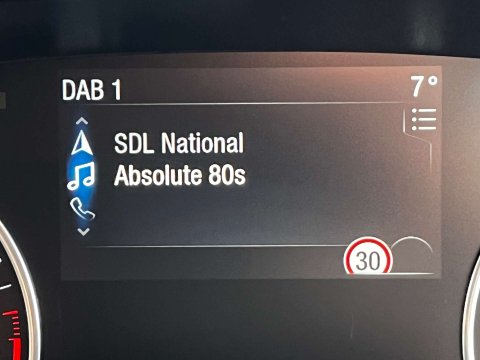 DAB 1 7°
SDL National
Absolute 80s
30